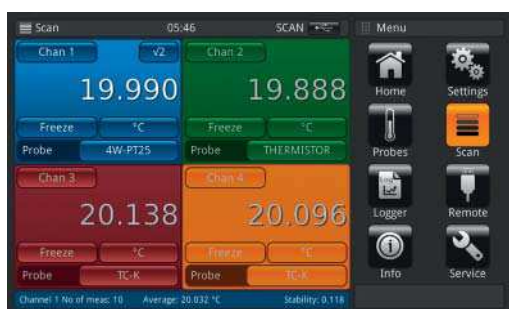 Scan 05:46 SCAN Menu
Chan 1 √2 Chan 2
19.990 19.888
Freeze °C Freeze °C
Probe 4W-PT25 Probe THERMISTOR
Chan 3 Chan 4
20.138 20.096
Freeze °C Freeze °C
Probe TC-K Probe TC-K
Channel 1 No of meas: 10 Average: 20.032 °C Stability: 0.118
Home Settings
Probes Scan
Logger Remote
Info Service